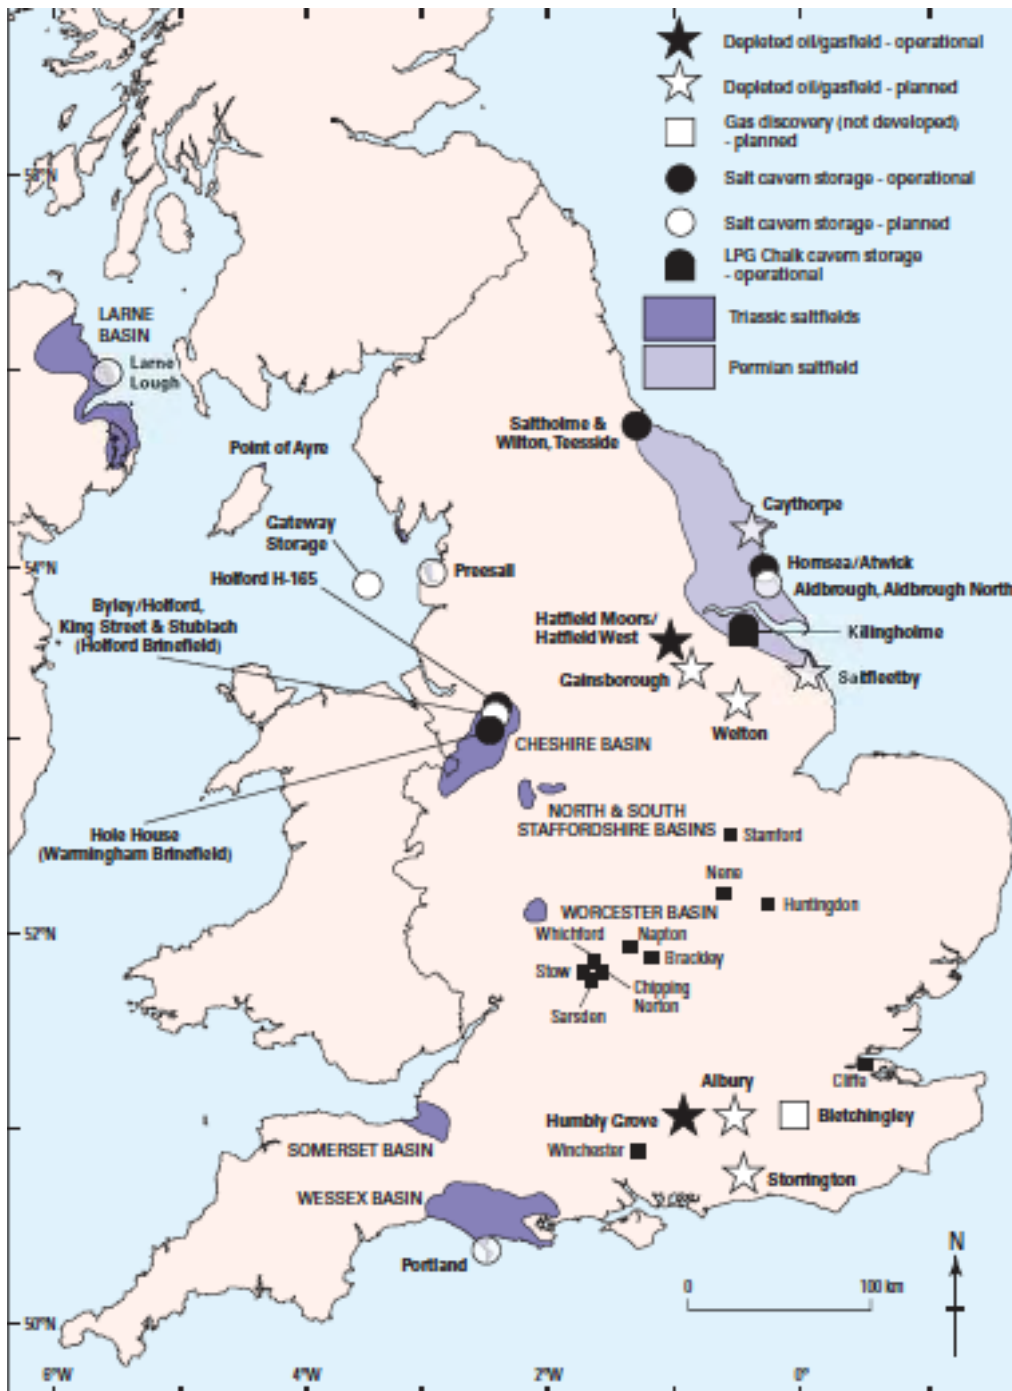 Depleted oil/gasfield - operational
Depleted oil/gasfield - planned
Gas discovery (not developed)
- planned
Salt cavern storage - operational
Salt cavern storage - planned
LPG Chalk cavern storage
- operational
Triassic saltfields
Permian saltfield
LARNE
BASIN
Larne
Lough
Saltholme &
Wilton, Teesside
Point of Ayre
Caythorpe
Gateway
Storage
54°N
Hornsea/Atwick
Preesall
Holford H-165
Aldbrough, Aldbrough North
Byley/Holford,
King Street & Stublach
(Holford Brinefield)
Hatfield Moors/
Hatfield West
Killingholme
Gainsborough
Saltfleetby
Welton
CHESHIRE BASIN
NORTH & SOUTH
STAFFORDSHIRE BASINS
Stamford
Hole House
(Warmingham Brinefield)
Nene
Huntingdon
WORCESTER BASIN
52°N
Whichford
Napton
Brackley
Stow
Chipping
Norton
Sarsden
Cliffe
Albury
Humbly Grove
Bletchingley
Winchester
SOMERSET BASIN
Storrington
WESSEX BASIN
Portland
N
0
100 km
50°N
6°W
4°W
2°W
0°